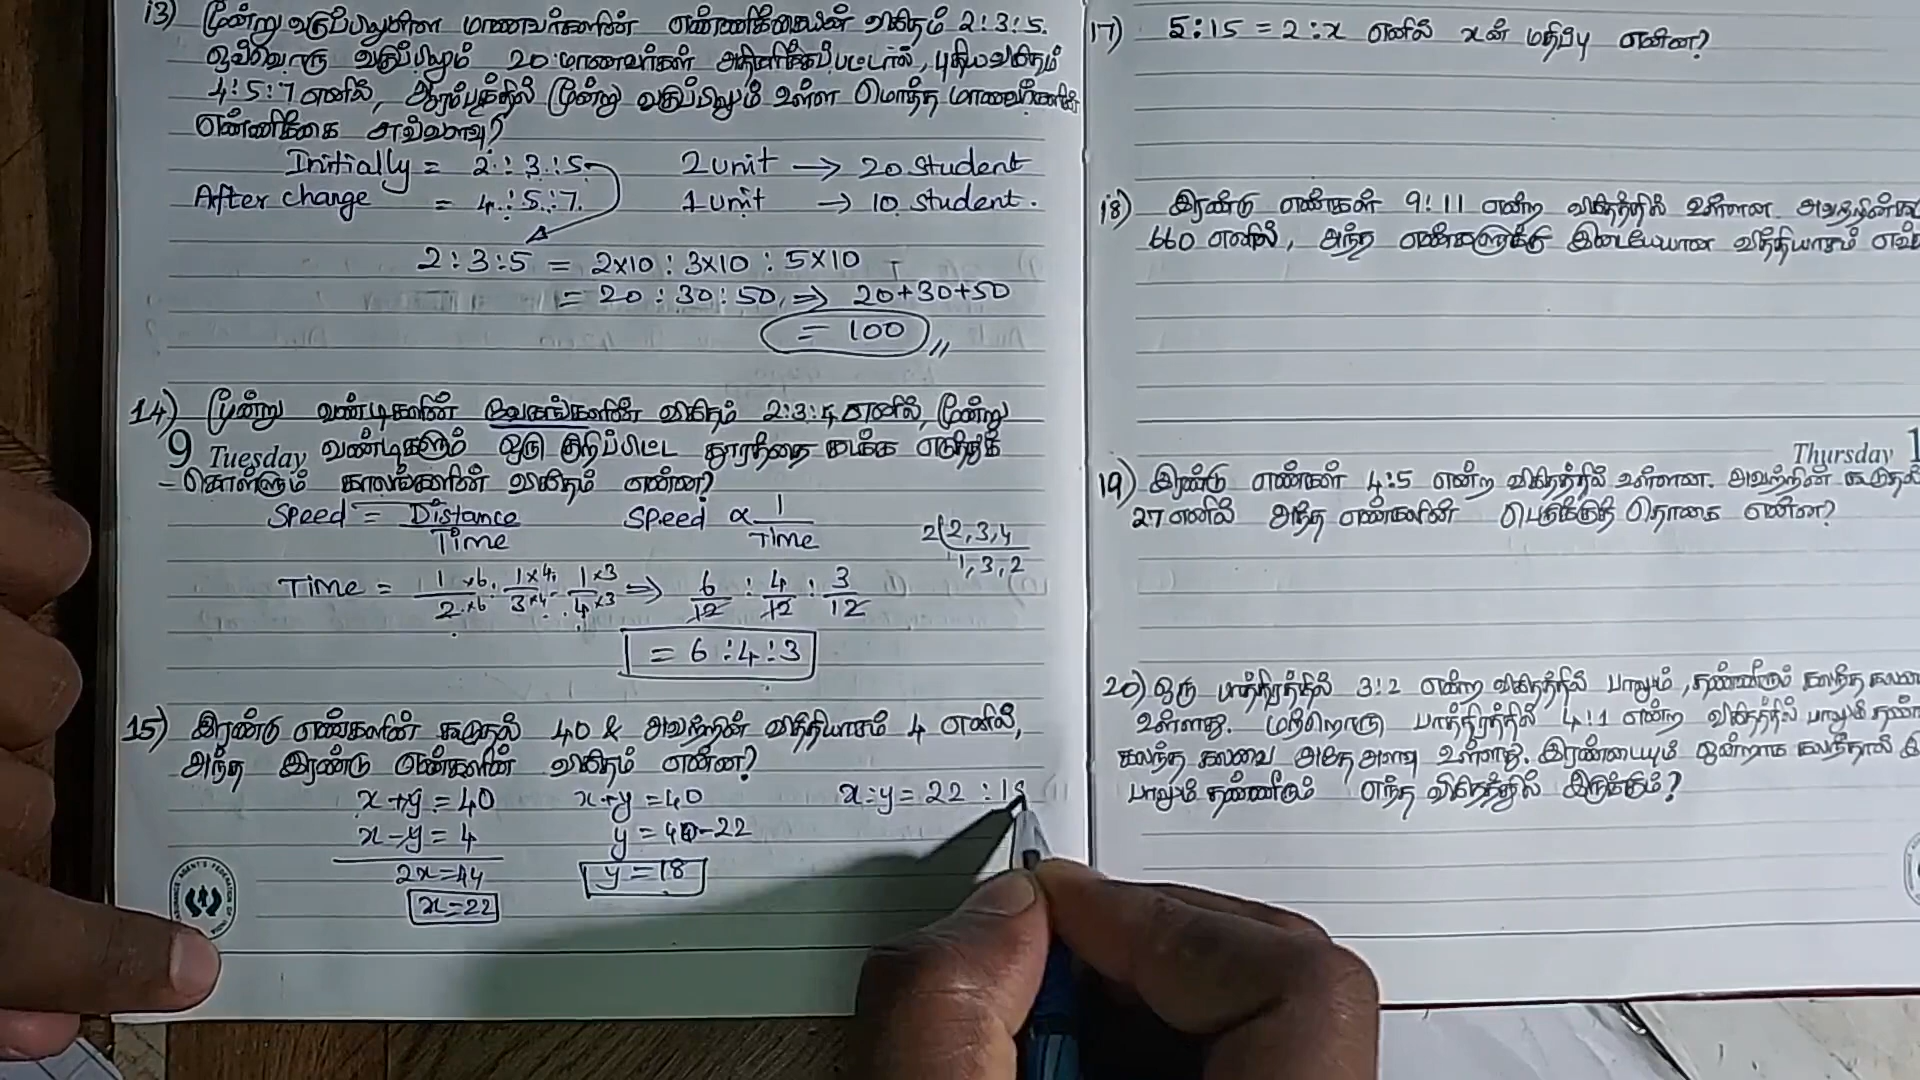 13) மூன்று வகுப்பிலுள்ள மாணவர்களின் எண்ணிக்கையின் விகிதம் 2:3:5.
ஒவ்வொரு வகுப்பிலும் 20 மாணவர்கள் அதிகரிக்கப்பட்டால், புதிய விகிதம்
4:5:7 எனில், ஆரம்பத்தில் மூன்று வகுப்பிலும் உள்ள மொத்த மாணவர்களின்
எண்ணிக்கை எவ்வளவு?
Initially = 2:3:5 2 unit → 20 student
After change = 4:5:7. 1 unit → 10 student.
2:3:5 = 2×10 : 3×10 : 5×10
= 20 : 30 : 50 ⇒ 20+30+50
= 100
14) மூன்று வண்டிகளின் வேகங்களின் விகிதம் 2:3:4 எனில், மூன்று
9 Tuesday வண்டிகளும் ஒரு குறிப்பிட்ட தூரத்தை கடக்க எடுத்துக்
- கொள்ளும் காலங்களின் விகிதம் என்ன?
Speed = Distance / Time Speed ∝ 1 / Time 2 | 2,3,4
1,3,2
Time = 1×6 / 2×6 : 1×4 / 3×4 : 1×3 / 4×3 ⇒ 6/12 : 4/12 : 3/12
= 6:4:3
15) இரண்டு எண்களின் கூடுதல் 40 & அவற்றின் வித்தியாசம் 4 எனில்,
அந்த இரண்டு எண்களின் விகிதம் என்ன?
x+y=40 x+y=40 x:y = 22 : 18
x-y=4 y = 40-22
2x=44 y=18
x=22
17) 5:15 = 2:x எனில் xன் மதிப்பு என்ன?
18) இரண்டு எண்கள் 9:11 என்ற விகிதத்தில் உள்ளன.
660 எனில், அந்த எண்களுக்கு இடையேயான வித்தியாசம்
Thursday 1
19) இரண்டு எண்கள் 4:5 என்ற விகிதத்தில் உள்ளன. அவற்றின் கூடுதல்
27 எனில் அந்த எண்களின் பெருக்குத் தொகை என்ன?
20) ஒரு பாத்திரத்தில் 3:2 என்ற விகிதத்தில் பாலும், தண்ணீரும் கலந்த
உள்ளது. மற்றொரு பாத்திரத்தில் 4:1 என்ற விகிதத்தில் பாலும்
கலந்த கலவை அதே அளவு உள்ளது. இரண்டையும் ஒன்றாக கலந்தால்
பாலும் தண்ணீரும் எந்த விகிதத்தில் இருக்கும்?